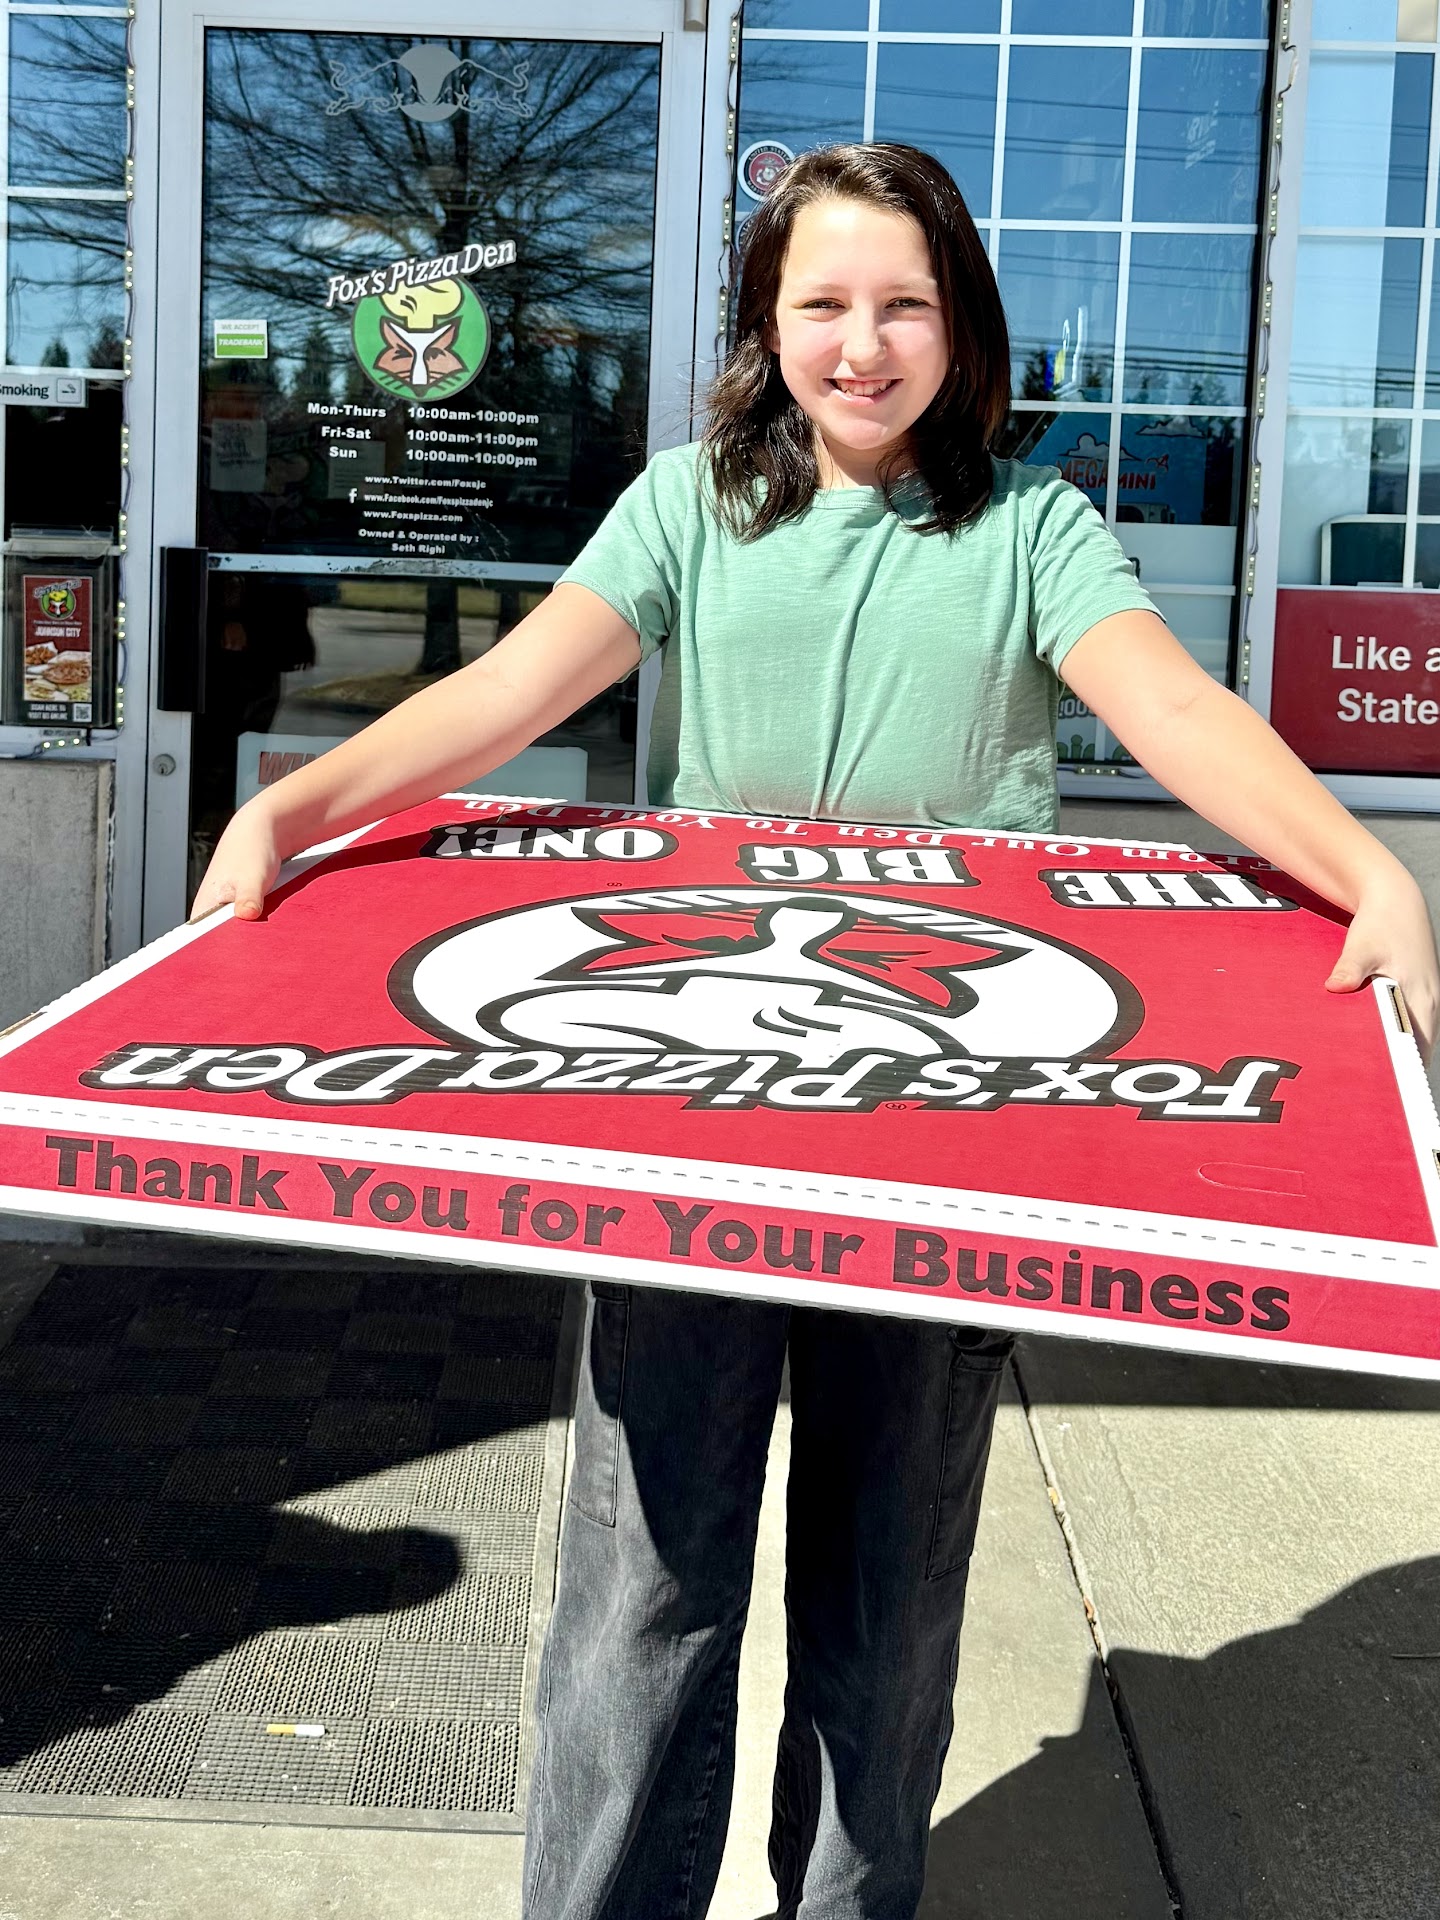 Fox's Pizza Den
WE ACCEPT
TRADEBANK
Smoking
Mon-Thurs 10:00am-10:00pm
Fri-Sat 10:00am-11:00pm
Sun 10:00am-10:00pm
www.Twitter.com/Foxsjc
www.Facebook.com/Foxspizzadenjc
www.Foxspizza.com
Owned & Operated by :
Seth Righi
JOHNSON CITY
MEGAMINI
Like a
State
From Our Den To Your Den
THE BIG ONE!
Fox's Pizza Den
Thank You for Your Business